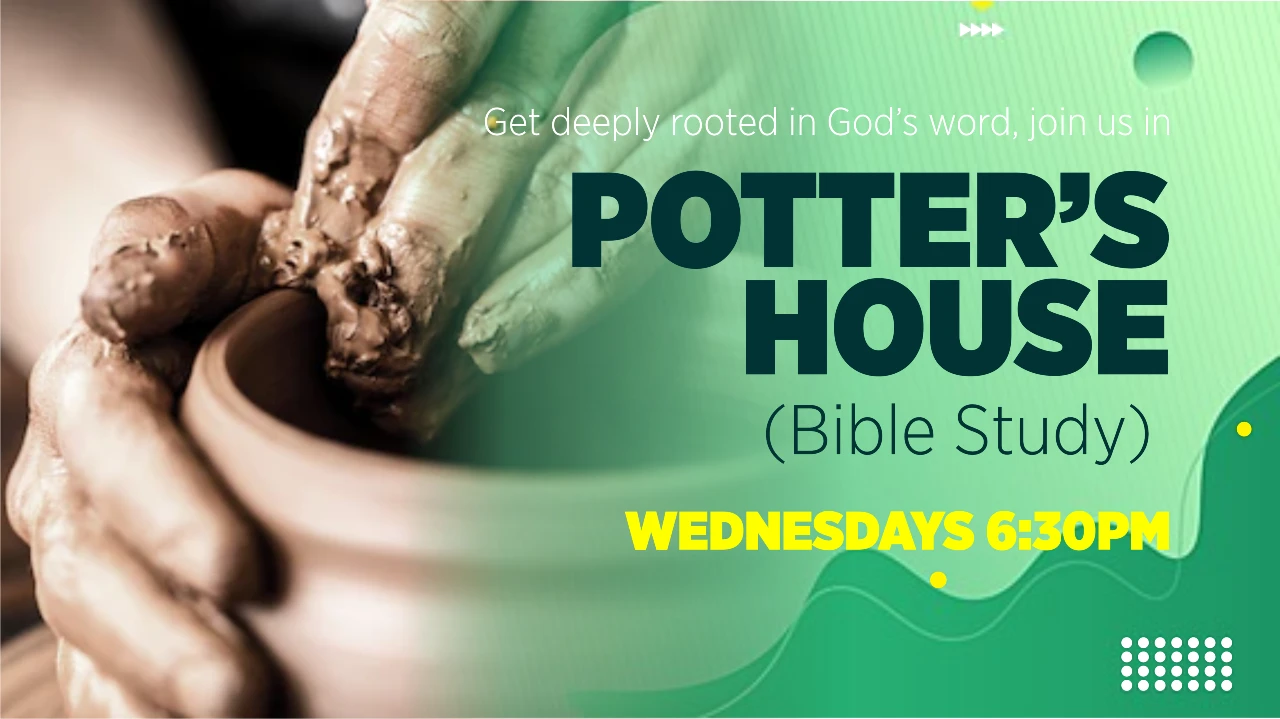 Get deeply rooted in God’s word, join us in
POTTER’S
HOUSE
(Bible Study)
WEDNESDAYS 6:30PM